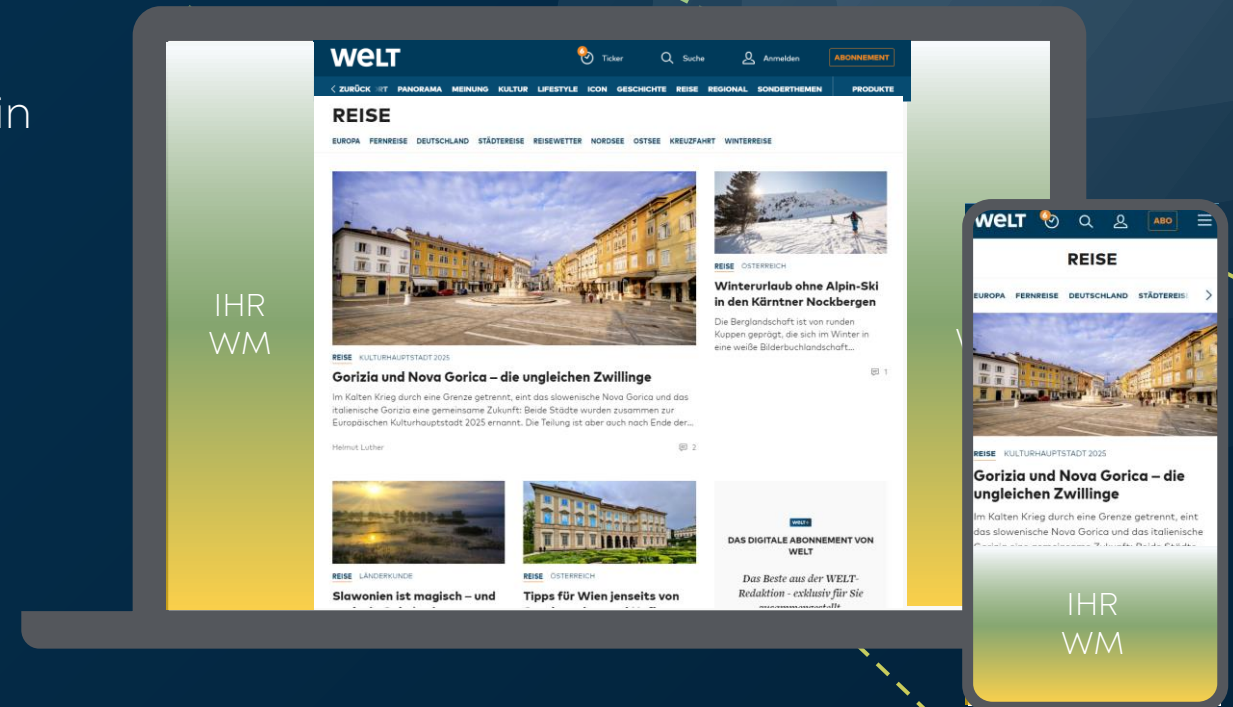 in
IHR
WM
WELT
6 Ticker Suche Anmelden ABONNEMENT
ZURÜCK RT PANORAMA MEINUNG KULTUR LIFESTYLE ICON GESCHICHTE REISE REGIONAL SONDERTHEMEN PRODUKTE
REISE
EUROPA FERNREISE DEUTSCHLAND STÄDTEREISE REISEWETTER NORDSEE OSTSEE KREUZFAHRT WINTERREISE
REISE KULTURHAUPTSTADT 2025
Gorizia und Nova Gorica – die ungleichen Zwillinge
Im Kalten Krieg durch eine Grenze getrennt, eint das slowenische Nova Gorica und das
italienische Gorizia eine gemeinsame Zukunft: Beide Städte wurden zusammen zur
Europäischen Kulturhauptstadt 2025 ernannt. Die Teilung ist aber auch nach Ende der...
Helmut Luther 2
REISE ÖSTERREICH
Winterurlaub ohne Alpin-Ski
in den Kärntner Nockbergen
Die Berglandschaft ist von runden
Kuppen geprägt, die sich im Winter in
eine weiße Bilderbuchlandschaft...
1
REISE LÄNDERKUNDE
Slawonien ist magisch – und
REISE ÖSTERREICH
Tipps für Wien jenseits von
WELT+
DAS DIGITALE ABONNEMENT VON
WELT
Das Beste aus der WELT-
Redaktion - exklusiv für Sie
zusammengestellt
WELT 6 ABO
REISE
EUROPA FERNREISE DEUTSCHLAND STÄDTEREIS
REISE KULTURHAUPTSTADT 2025
Gorizia und Nova Gorica – die
ungleichen Zwillinge
Im Kalten Krieg durch eine Grenze getrennt, eint
das slowenische Nova Gorica und das italienische
IHR
WM